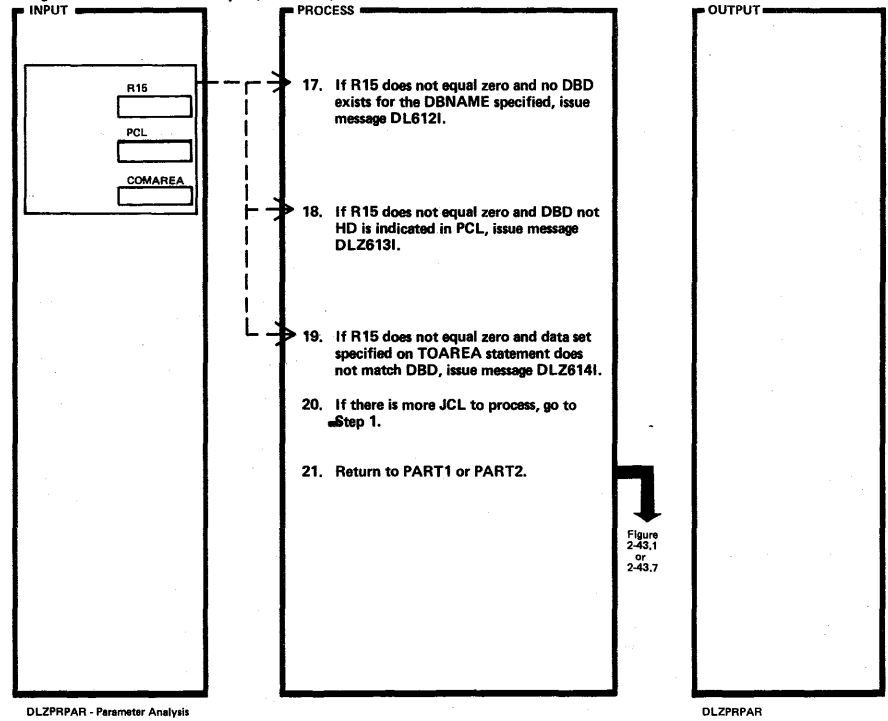 INPUT
R15
PCL
COMAREA
PROCESS
17. If R15 does not equal zero and no DBD
exists for the DBNAME specified, issue
message DL612I.
18. If R15 does not equal zero and DBD not
HD is indicated in PCL, issue message
DLZ613I.
19. If R15 does not equal zero and data set
specified on TOAREA statement does
not match DBD, issue message DLZ614I.
20. If there is more JCL to process, go to
Step 1.
21. Return to PART1 or PART2.
Figure
2-43.1
or
2-43.7
OUTPUT
DLZPRPAR - Parameter Analysis
DLZPRPAR